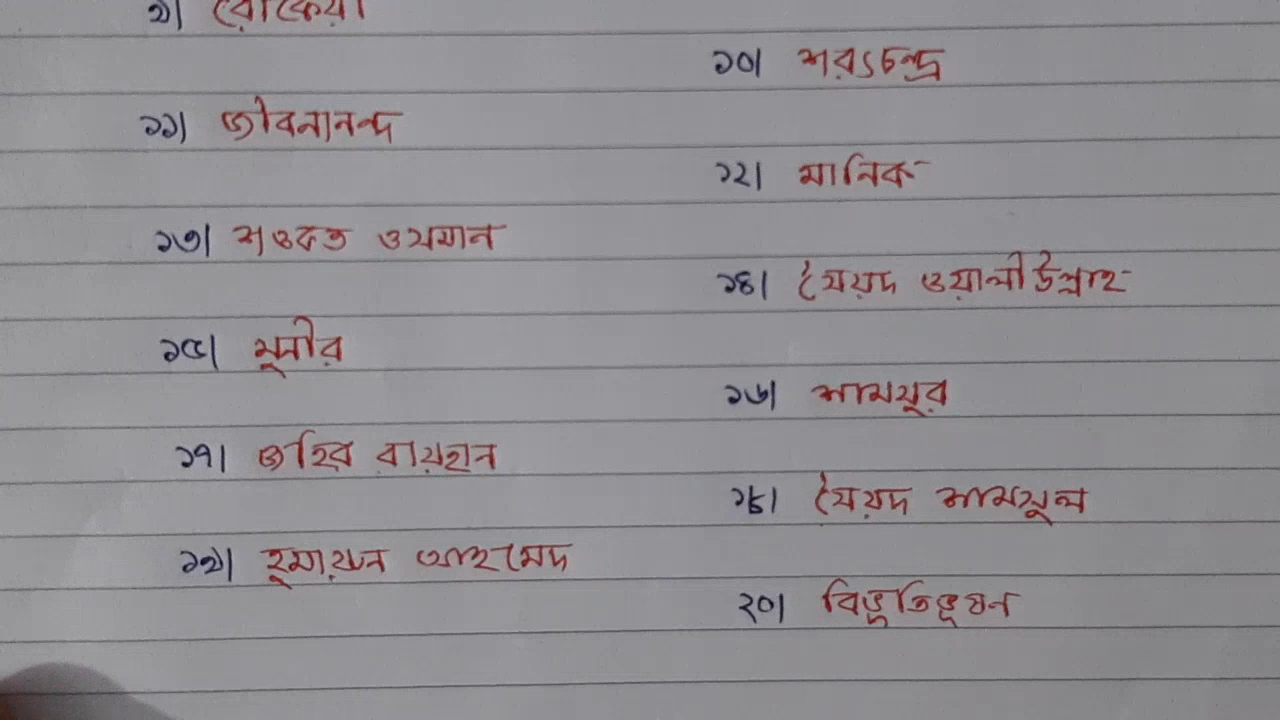 ৯| রোকেয়া
১০| শরৎচন্দ্র
১১| জীবনানন্দ
১২| মানিক
১৩| শওকত ওসমান
১৪| সৈয়দ ওয়ালীউল্লাহ
১৫| মুনীর
১৬| শামসুর
১৭| জহির রায়হান
১৮| সৈয়দ শামসুল
১৯| হূমায়ূন আহমেদ
২০| বিভূতিভূষন